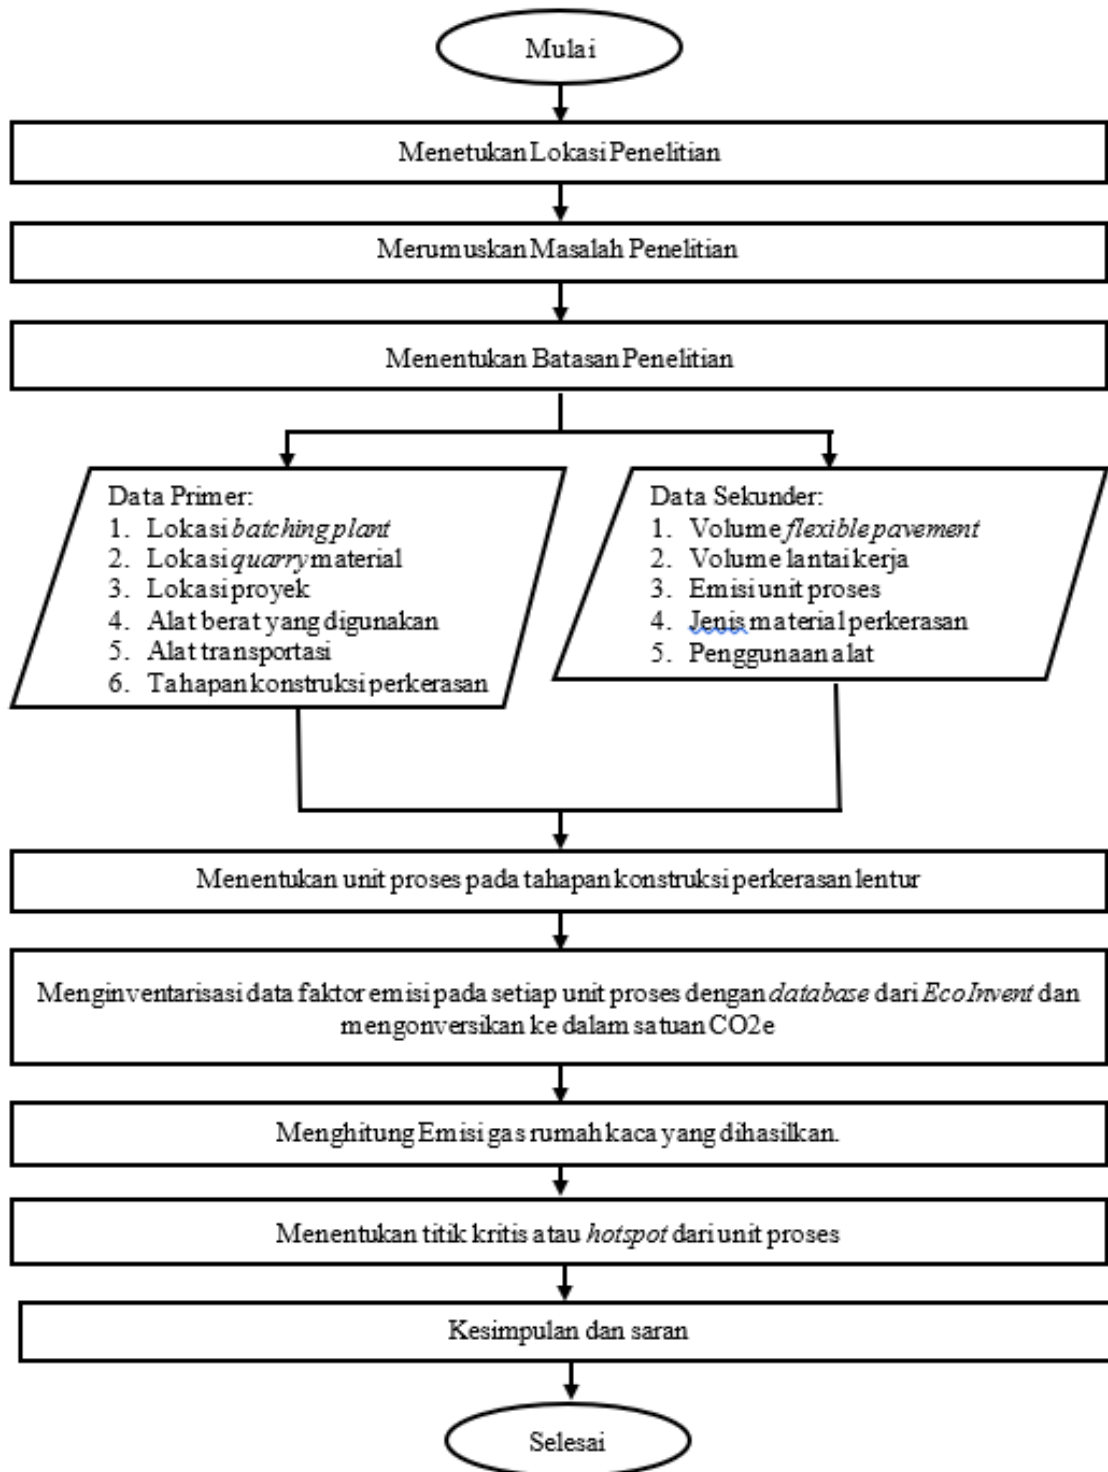 Mulai
Menetukan Lokasi Penelitian
Merumuskan Masalah Penelitian
Menentukan Batasan Penelitian
Data Primer:
1. Lokasi batching plant
2. Lokasi quarry material
3. Lokasi proyek
4. Alat berat yang digunakan
5. Alat transportasi
6. Tahapan konstruksi perkerasan
Data Sekunder:
1. Volume flexible pavement
2. Volume lantai kerja
3. Emisi unit proses
4. Jenis material perkerasan
5. Penggunaan alat
Menentukan unit proses pada tahapan konstruksi perkerasan lentur
Menginventarisasi data faktor emisi pada setiap unit proses dengan database dari EcoInvent dan
mengonversikan ke dalam satuan CO2e
Menghitung Emisi gas rumah kaca yang dihasilkan.
Menentukan titik kritis atau hotspot dari unit proses
Kesimpulan dan saran
Selesai